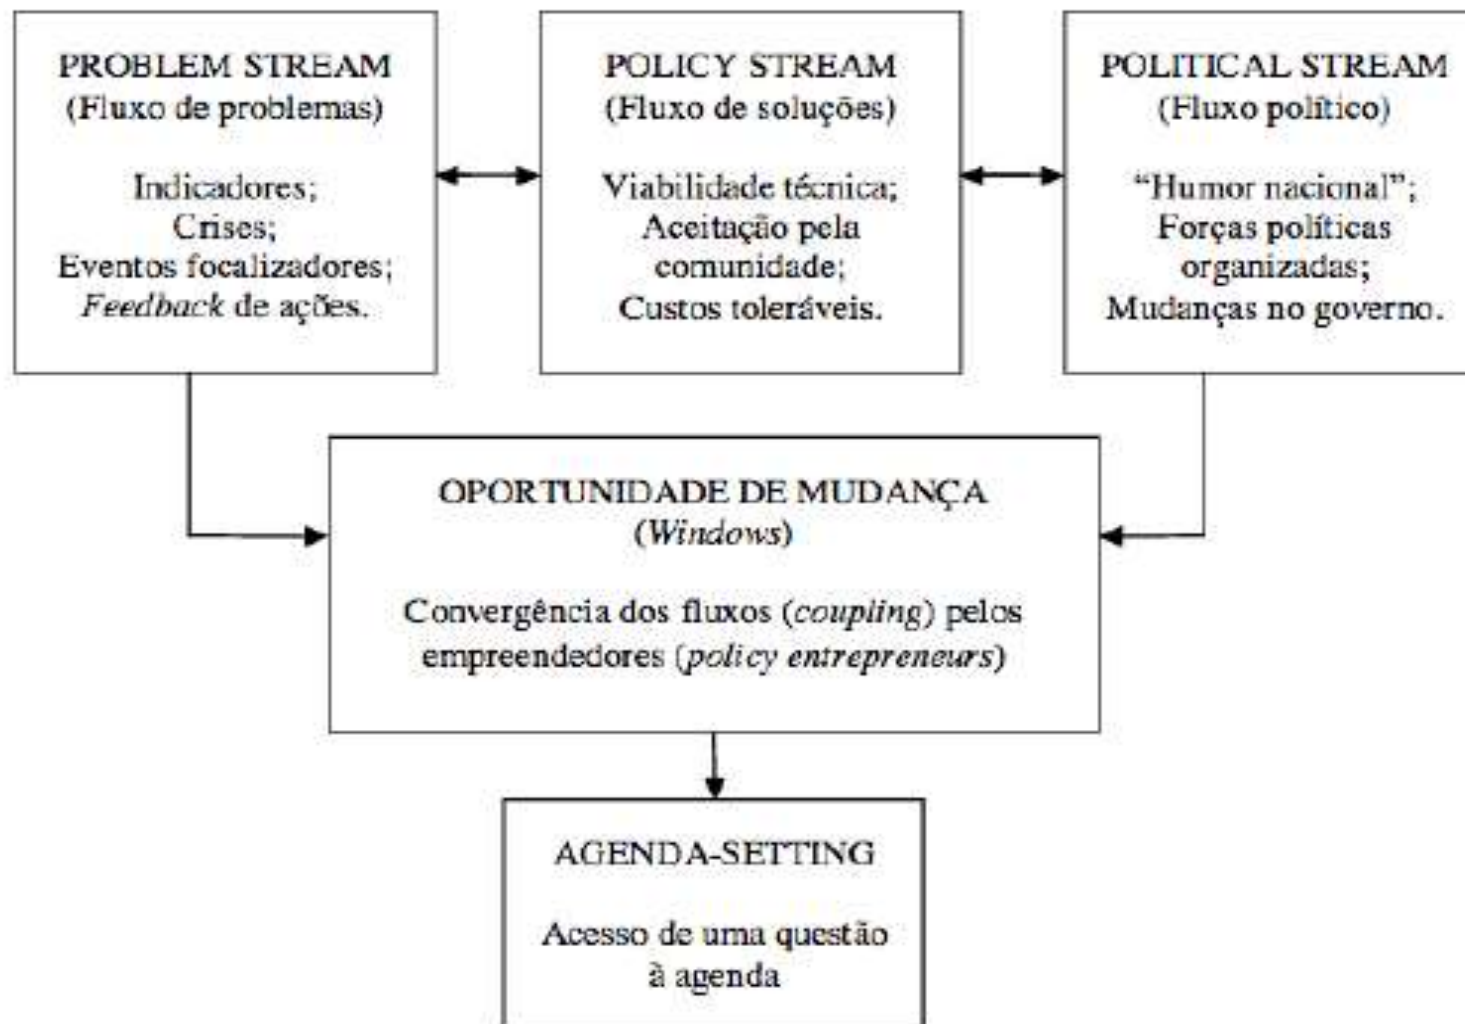 PROBLEM STREAM
(Fluxo de problemas)
Indicadores;
Crises;
Eventos focalizadores;
Feedback de ações.
POLICY STREAM
(Fluxo de soluções)
Viabilidade técnica;
Aceitação pela
comunidade;
Custos toleráveis.
POLITICAL STREAM
(Fluxo político)
“Humor nacional”;
Forças políticas
organizadas;
Mudanças no governo.
OPORTUNIDADE DE MUDANÇA
(Windows)
Convergência dos fluxos (coupling) pelos
empreendedores (policy entrepreneurs)
AGENDA-SETTING
Acesso de uma questão
à agenda